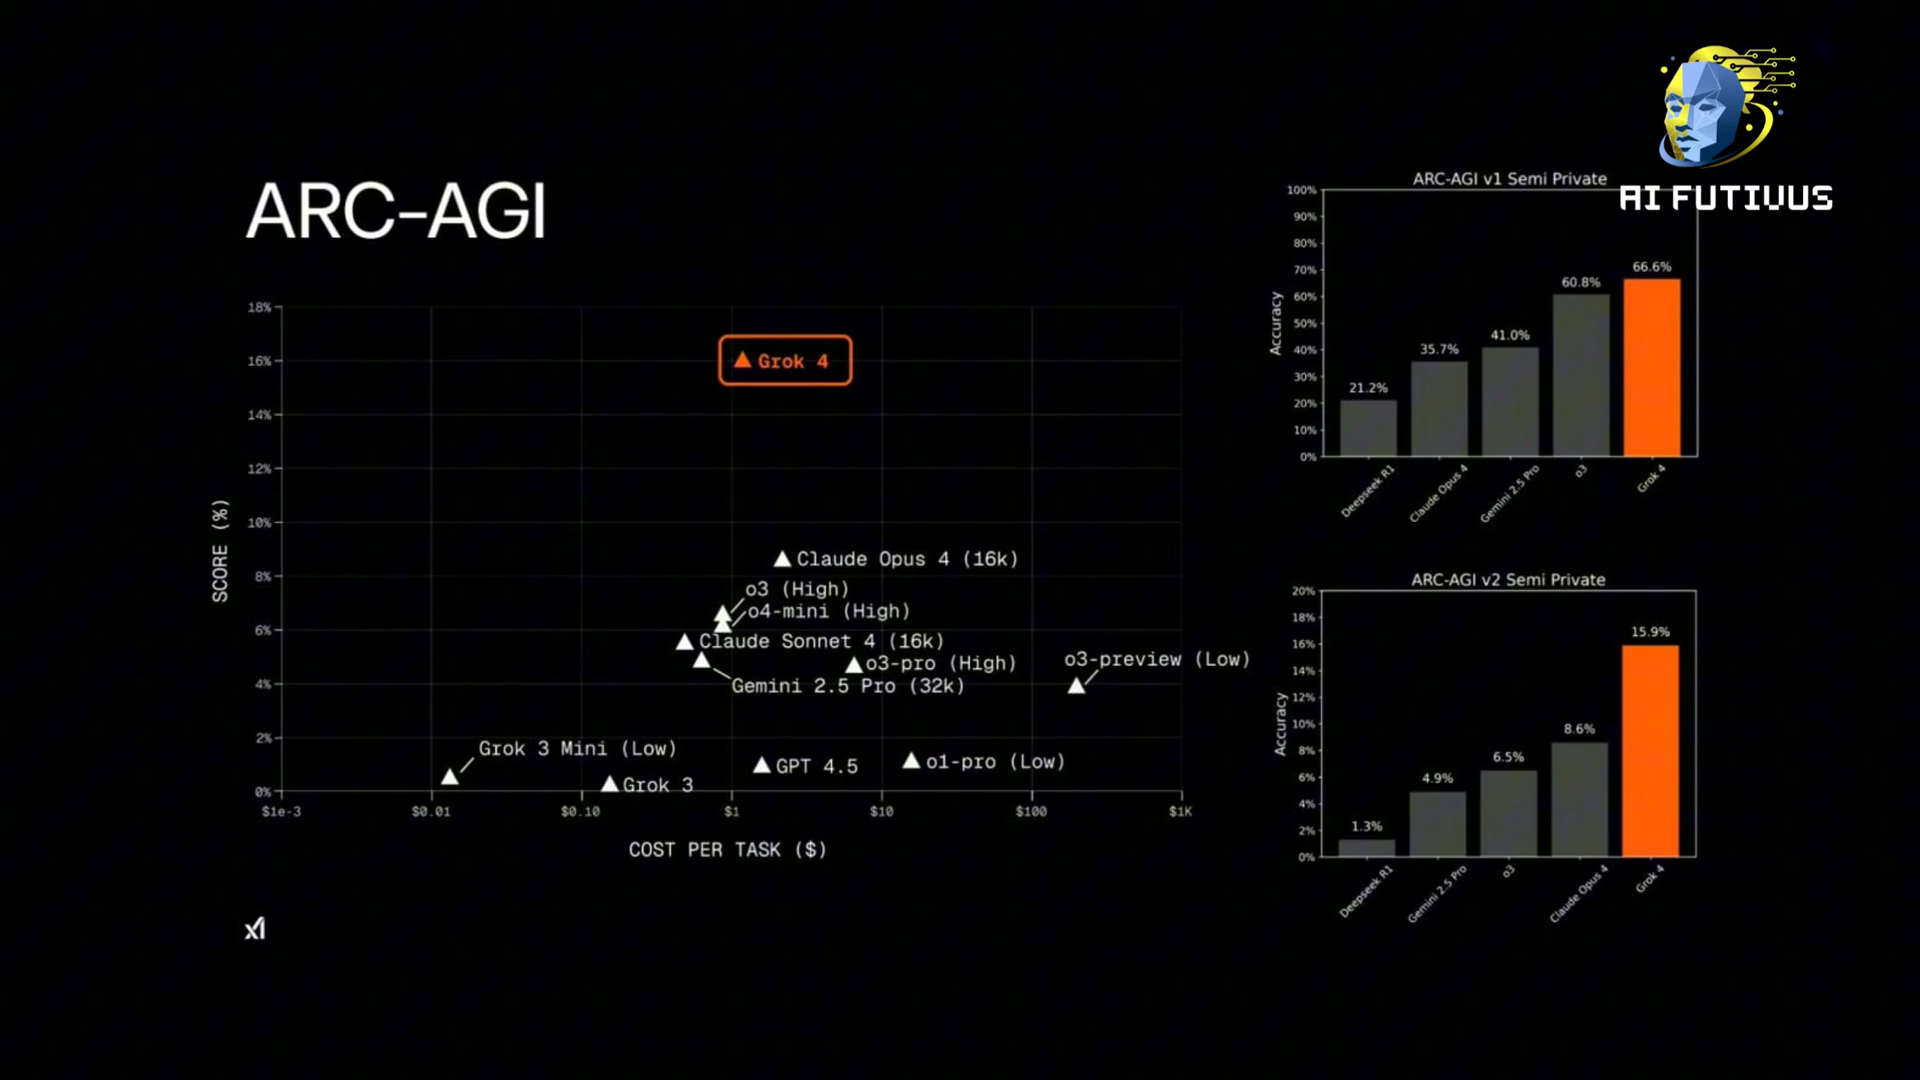 AI FUTIVUS
ARC-AGI
SCORE (%)
18%
16%
14%
12%
10%
8%
6%
4%
2%
0%
Grok 4
Claude Opus 4 (16k)
o3 (High)
o4-mini (High)
Claude Sonnet 4 (16k)
o3-pro (High)
o3-preview (Low)
Gemini 2.5 Pro (32k)
Grok 3 Mini (Low)
GPT 4.5
o1-pro (Low)
Grok 3
$1e-3 $0.01 $0.10 $1 $10 $100 $1K
COST PER TASK ($)
ARC-AGI v1 Semi Private
Accuracy
100%
90%
80%
70%
60%
50%
40%
30%
20%
10%
0%
21.2%
35.7%
41.0%
60.8%
66.6%
Deepseek R1
Claude Opus 4
Gemini 2.5 Pro
o3
Grok 4
ARC-AGI v2 Semi Private
Accuracy
20%
18%
16%
14%
12%
10%
8%
6%
4%
2%
0%
1.3%
4.9%
6.5%
8.6%
15.9%
Deepseek R1
Gemini 2.5 Pro
o3
Claude Opus 4
Grok 4
xI